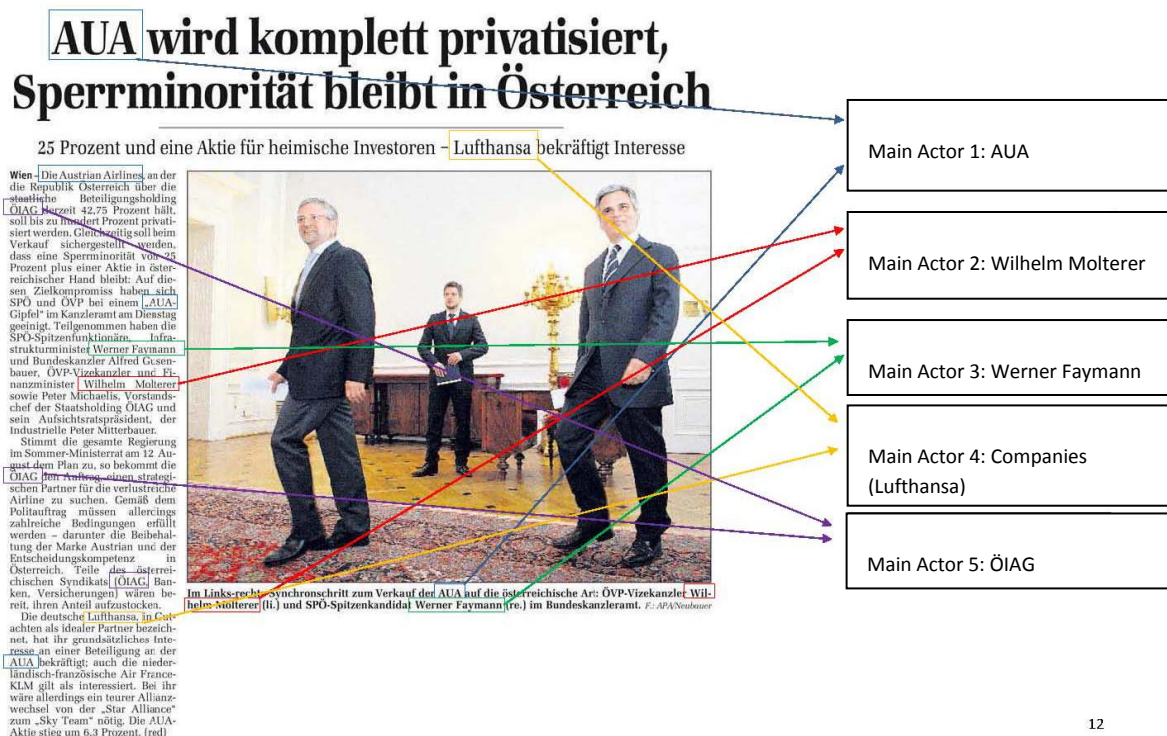 AUA wird komplett privatisiert,
Sperrminorität bleibt in Österreich
25 Prozent und eine Aktie für heimische Investoren – Lufthansa bekräftigt Interesse
Wien – Die Austrian Airlines, an der
die Republik Österreich über die
staatliche Beteiligungsholding
ÖIAG derzeit 42,75 Prozent hält,
soll bis zu hundert Prozent privati-
siert werden. Gleichzeitig soll beim
Verkauf sichergestellt werden,
dass eine Sperrminorität von 25
Prozent plus einer Aktie in öster-
reichischer Hand bleibt: Auf die-
sen Zielkompromiss haben sich
SPÖ und ÖVP bei einem „AUA-
Gipfel“ im Kanzleramt am Dienstag
geeinigt. Teilgenommen haben die
SPÖ-Spitzenfunktionäre, Infra-
strukturminister Werner Faymann
und Bundeskanzler Alfred Gusen-
bauer, ÖVP-Vizekanzler und Fi-
nanzminister Wilhelm Molterer
sowie Peter Michaelis, Vorstands-
chef der Staatsholding ÖIAG und
sein Aufsichtsratspräsident, der
Industrielle Peter Mitterbauer.
Stimmt die gesamte Regierung
im Sommer-Ministerrat am 12. Au-
gust dem Plan zu, so bekommt die
ÖIAG den Auftrag, einen strategi-
schen Partner für die verlustreiche
Airline zu suchen. Gemäß dem
Politauftrag müssen allerdings
zahlreiche Bedingungen erfüllt
werden – darunter die Beibehal-
tung der Marke Austrian und der
Entscheidungskompetenz in
Österreich. Teile des österrei-
chischen Syndikats (ÖIAG, Ban-
ken, Versicherungen) wären be-
reit, ihren Anteil aufzustocken.
Die deutsche Lufthansa, in Gut-
achten als idealer Partner bezeich-
net, hat ihr grundsätzliches Inte-
resse an einer Beteiligung an der
AUA bekräftigt; auch die nieder-
ländisch-französische Air France-
KLM gilt als interessiert. Bei ihr
wäre allerdings ein teurer Allianz-
wechsel von der „Star Alliance“
zum „Sky Team“ nötig. Die AUA-
Aktie stieg um 6,3 Prozent. (red)
Im Links-rechts-Synchronschritt zum Verkauf der AUA auf die österreichische Art: ÖVP-Vizekanzler Wil-
helm Molterer (li.) und SPÖ-Spitzenkandidat Werner Faymann (re.) im Bundeskanzleramt. F.: APA/Neubauer
Main Actor 1: AUA
Main Actor 2: Wilhelm Molterer
Main Actor 3: Werner Faymann
Main Actor 4: Companies
(Lufthansa)
Main Actor 5: ÖIAG
12